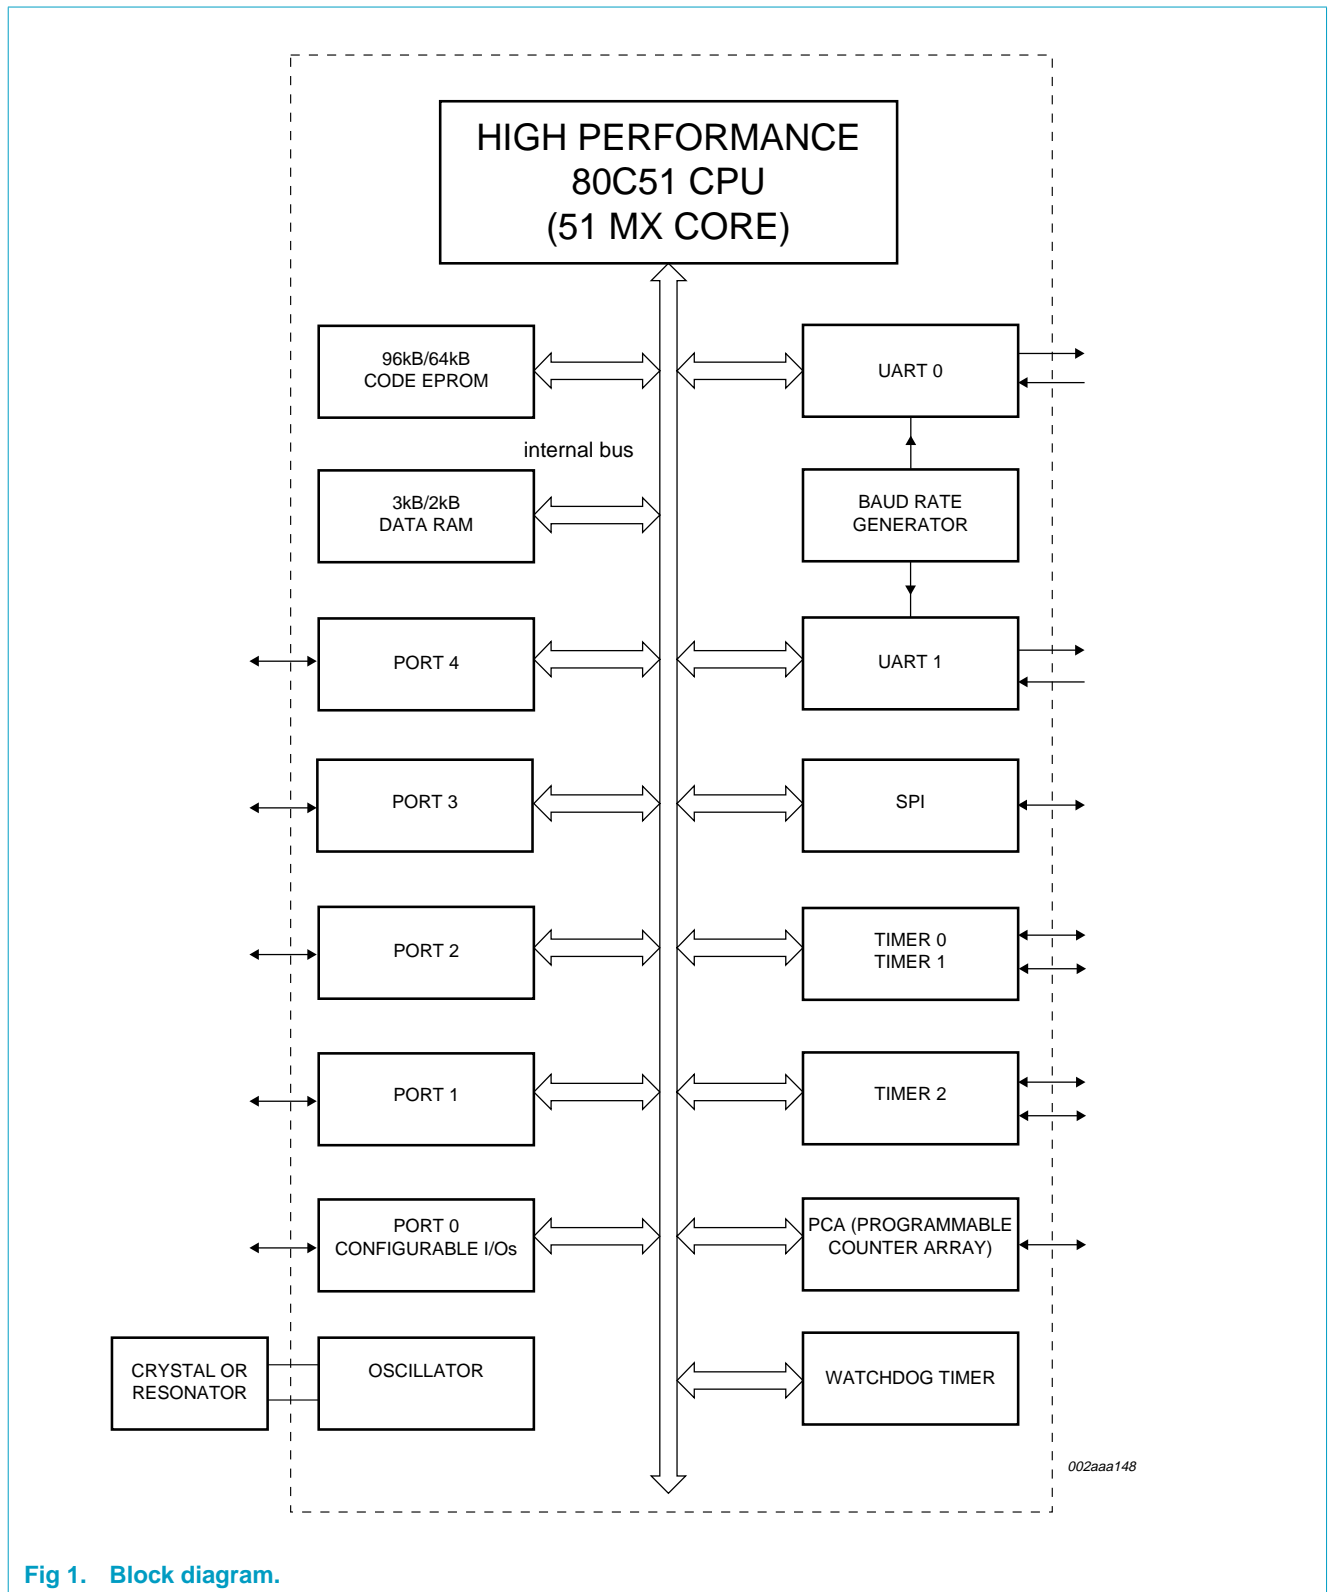 HIGH PERFORMANCE
80C51 CPU
(51 MX CORE)
96kB/64kB
CODE EPROM
UART 0
internal bus
3kB/2kB
DATA RAM
BAUD RATE
GENERATOR
PORT 4
UART 1
PORT 3
SPI
PORT 2
TIMER 0
TIMER 1
PORT 1
TIMER 2
PORT 0
CONFIGURABLE I/Os
PCA (PROGRAMMABLE
COUNTER ARRAY)
CRYSTAL OR
RESONATOR
OSCILLATOR
WATCHDOG TIMER
002aaa148
Fig 1. Block diagram.